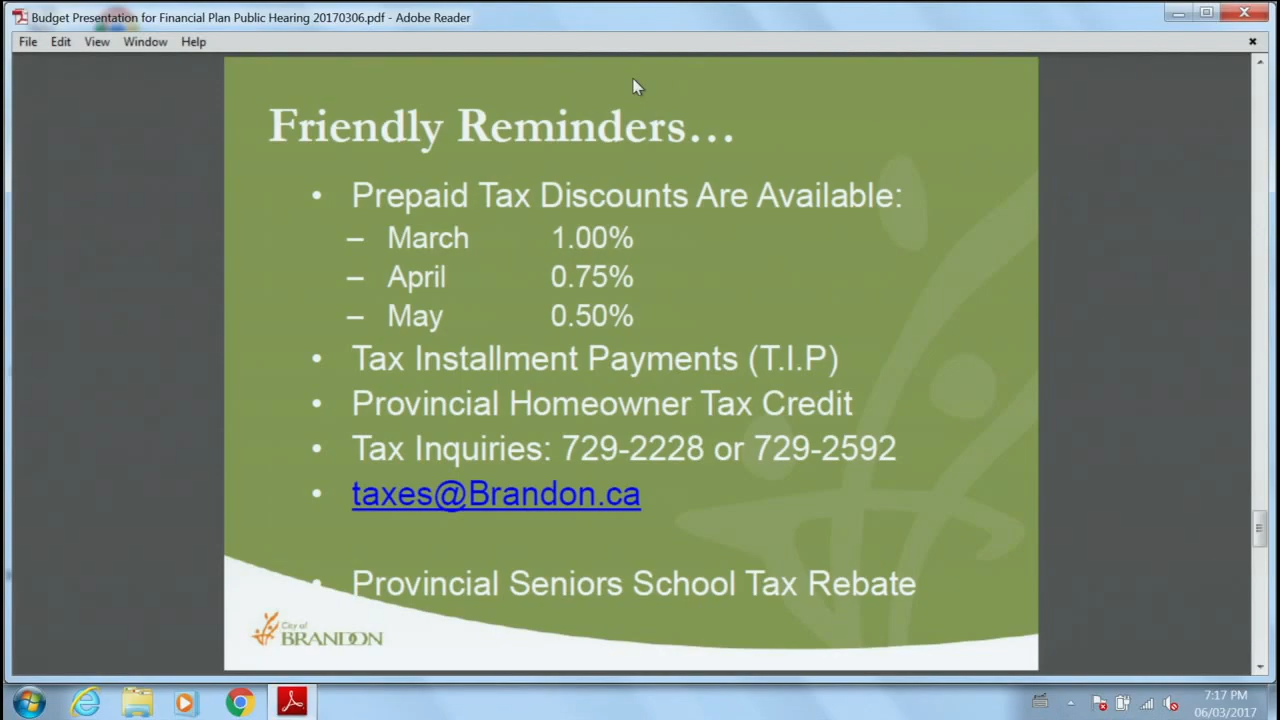 Budget Presentation for Financial Plan Public Hearing 20170306.pdf - Adobe Reader
File Edit View Window Help
Friendly Reminders…
• Prepaid Tax Discounts Are Available:
– March 1.00%
– April 0.75%
– May 0.50%
• Tax Installment Payments (T.I.P)
• Provincial Homeowner Tax Credit
• Tax Inquiries: 729-2228 or 729-2592
• taxes@Brandon.ca
• Provincial Seniors School Tax Rebate
City of
BRANDON
7:17 PM
06/03/2017